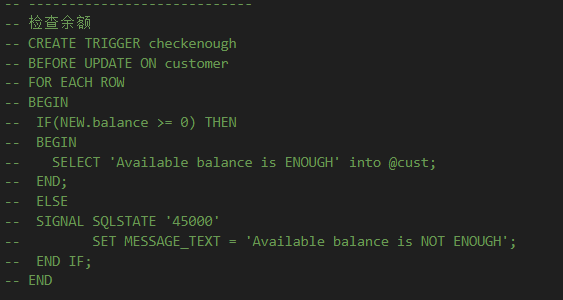 -- ----------------------------
-- 检查余额
-- CREATE TRIGGER checkenough
-- BEFORE UPDATE ON customer
-- FOR EACH ROW
-- BEGIN
--  IF(NEW.balance >= 0) THEN
--  BEGIN
--    SELECT 'Available balance is ENOUGH' into @cust;
--  END;
--  ELSE
--  SIGNAL SQLSTATE '45000'
--         SET MESSAGE_TEXT = 'Available balance is NOT ENOUGH';
--  END IF;
-- END